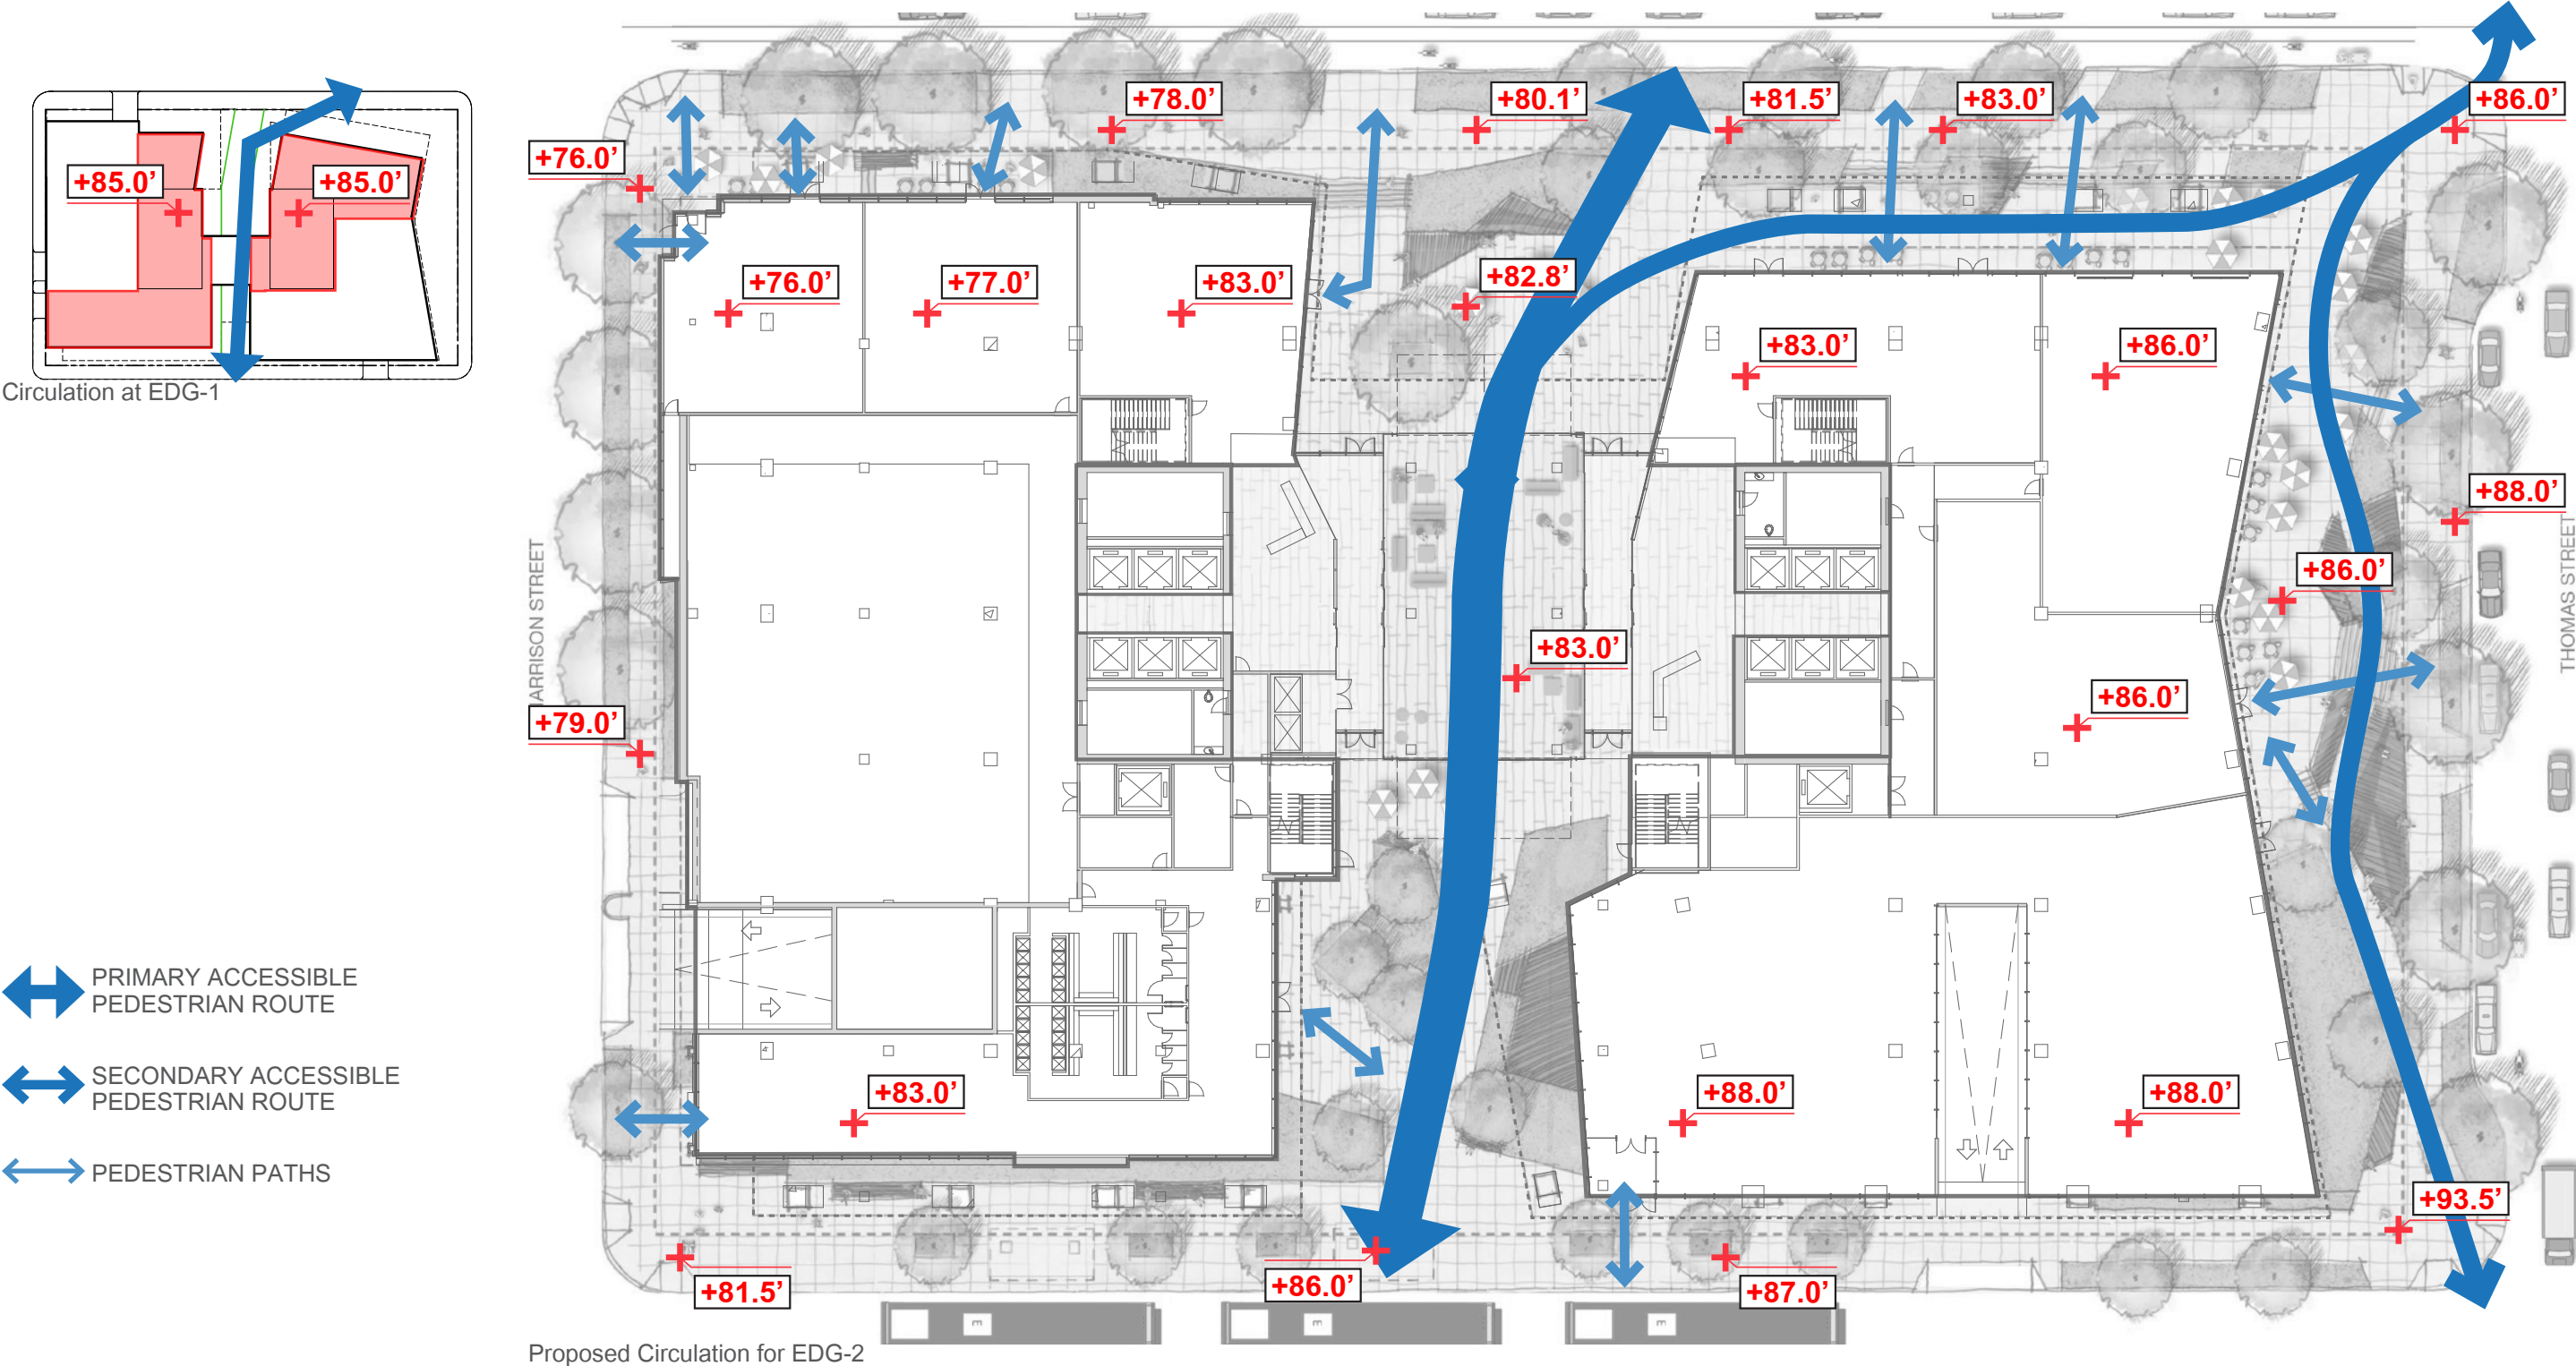 +78.0’
+80.1’
+81.5’
+83.0’
+86.0’
+76.0’
+85.0’
+85.0’
+76.0’
+77.0’
+83.0’
+82.8’
+83.0’
+86.0’
Circulation at EDG-1
+88.0’
+86.0’
+83.0’
+86.0’
+79.0’
HARRISON STREET
THOMAS STREET
PRIMARY ACCESSIBLE
PEDESTRIAN ROUTE
SECONDARY ACCESSIBLE
PEDESTRIAN ROUTE
PEDESTRIAN PATHS
+83.0’
+88.0’
+88.0’
+93.5’
+81.5’
+86.0’
+87.0’
E
E
E
Proposed Circulation for EDG-2